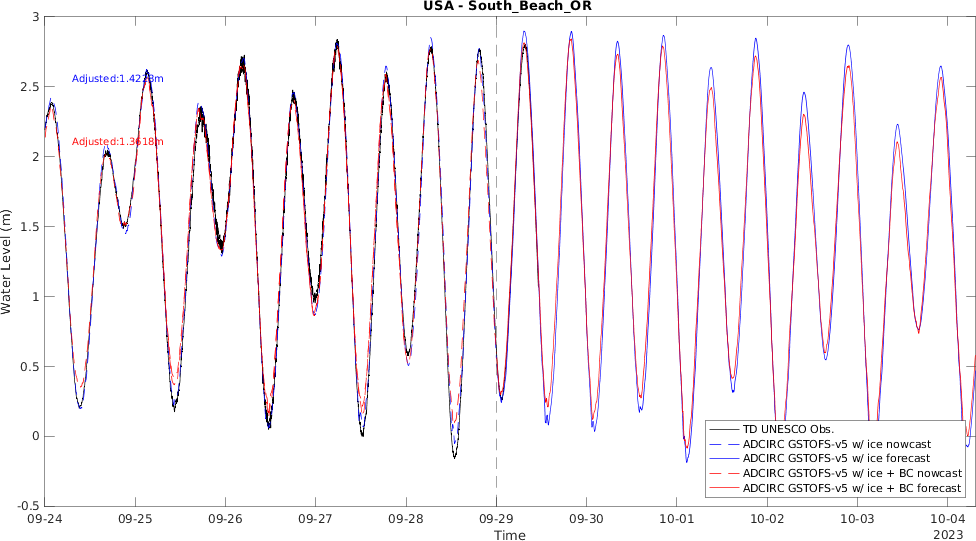 USA - South_Beach_OR
3
2.5
2
1.5
1
0.5
0
-0.5
Water Level (m)
Adjusted:1.4228m
Adjusted:1.3618m
TD UNESCO Obs.
ADCIRC GSTOFS-v5 w/ ice nowcast
ADCIRC GSTOFS-v5 w/ ice forecast
ADCIRC GSTOFS-v5 w/ ice + BC nowcast
ADCIRC GSTOFS-v5 w/ ice + BC forecast
09-24 09-25 09-26 09-27 09-28 09-29 09-30 10-01 10-02 10-03 10-04
Time
2023